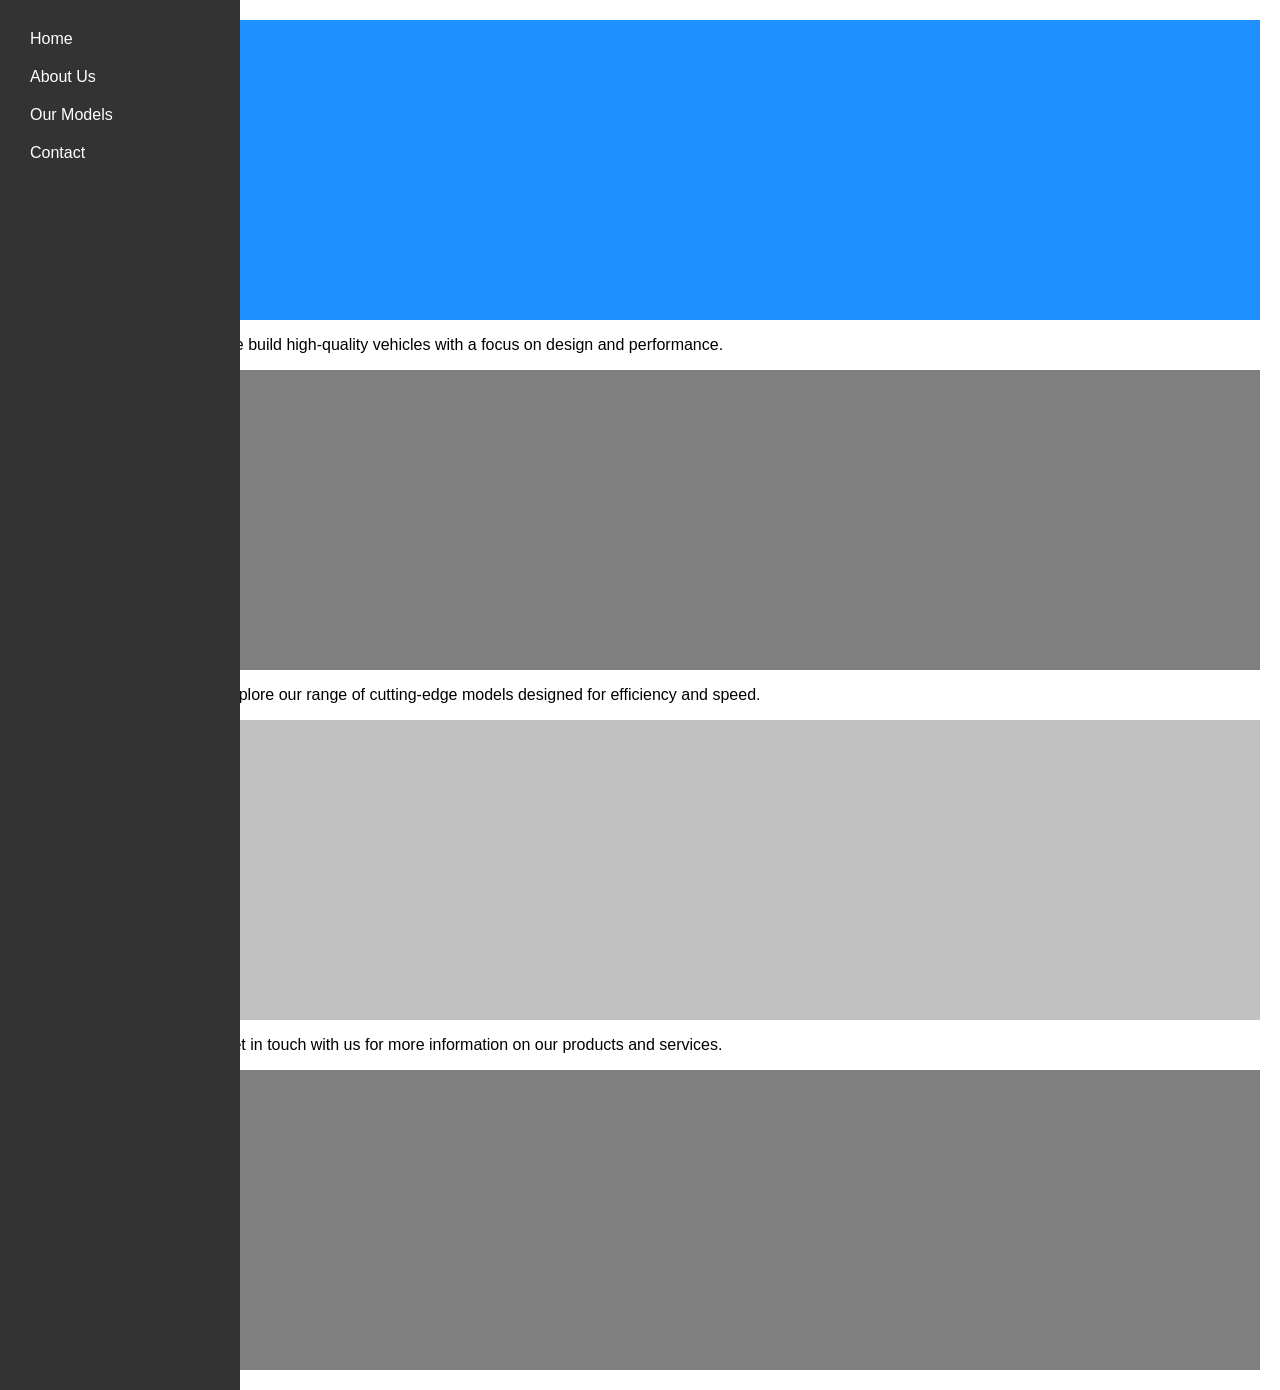 Home
About Us
Our Models
Contact
build high-quality vehicles with a focus on design and performance.
our range of cutting-edge models designed for efficiency and speed.
in touch with us for more information on our products and services.